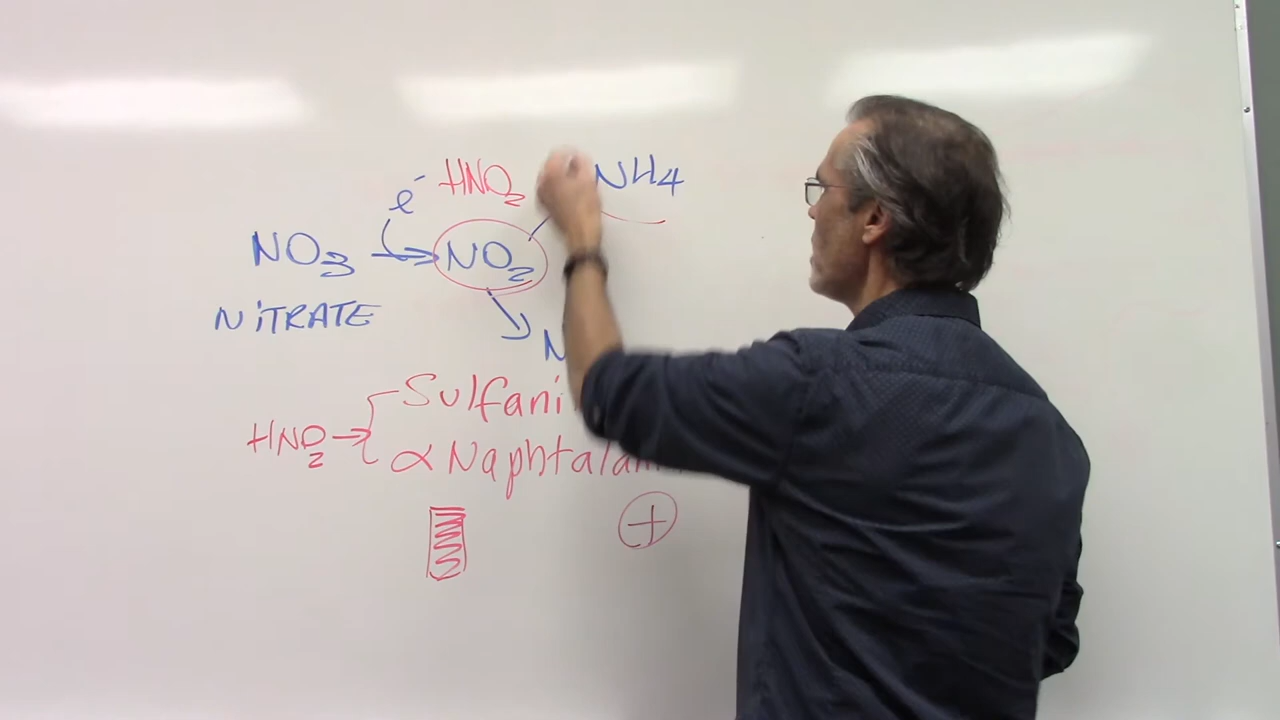 HNO2 NH4
e-
NO3 → NO2
NiTRATE N
Sulfani
HNO2 →
α Naphtalam
+